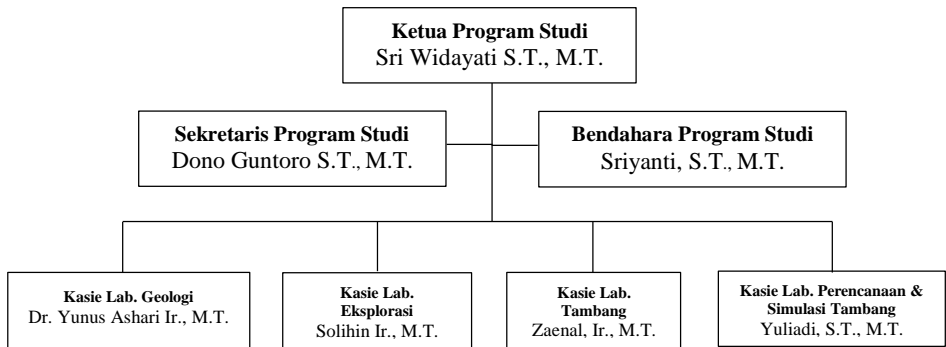 Ketua Program Studi
Sri Widayati S.T., M.T.
Sekretaris Program Studi
Dono Guntoro S.T., M.T.
Bendahara Program Studi
Sriyanti, S.T., M.T.
Kasie Lab. Geologi
Dr. Yunus Ashari Ir., M.T.
Kasie Lab.
Eksplorasi
Solihin Ir., M.T.
Kasie Lab.
Tambang
Zaenal, Ir., M.T.
Kasie Lab. Perencanaan &
Simulasi Tambang
Yuliadi, S.T., M.T.